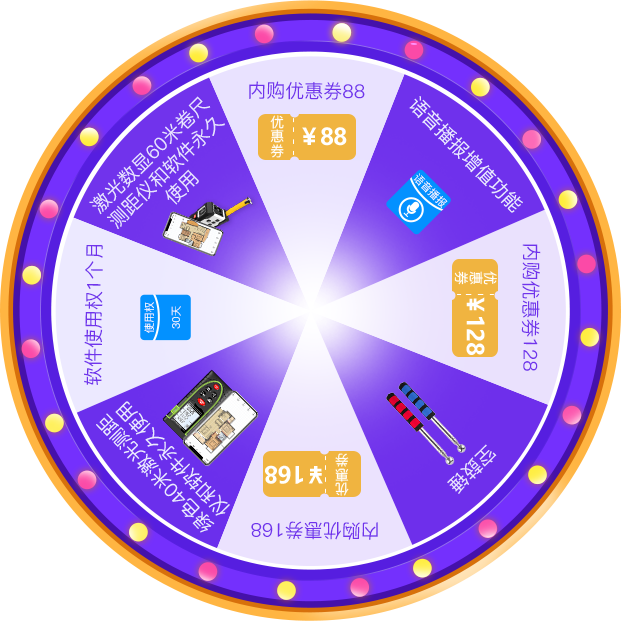 内购优惠券88
优
惠
券
¥88
语音播报增值功能
语音播报
内购优惠券128
优
惠
券
¥128
空鼓锤
内购优惠券168
优
惠
券
¥168
绿色40米激光测距
仪和软件永久使用
软件使用权1个月
使用权
30天
激光数显60米卷尺
测距仪和软件永久
使用